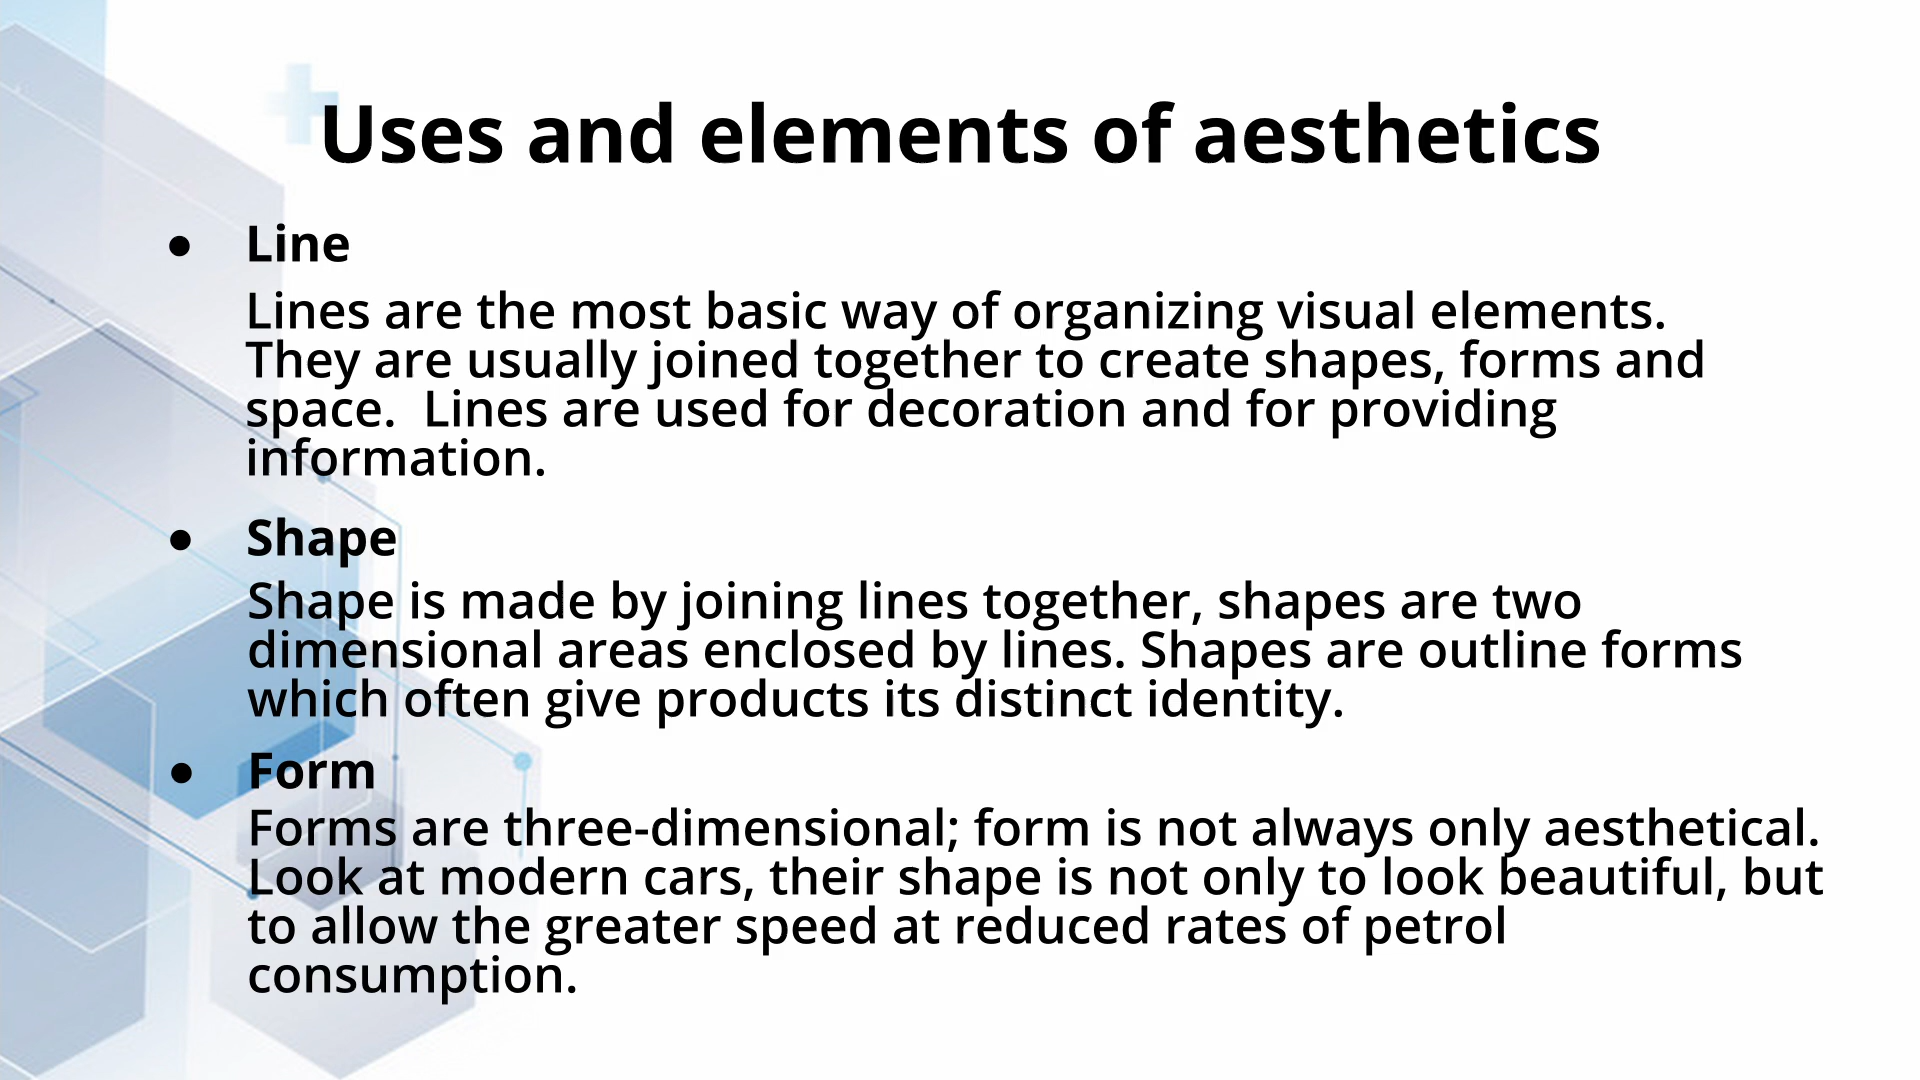 Uses and elements of aesthetics
● Line
Lines are the most basic way of organizing visual elements.
They are usually joined together to create shapes, forms and
space.  Lines are used for decoration and for providing
information.
● Shape
Shape is made by joining lines together, shapes are two
dimensional areas enclosed by lines. Shapes are outline forms
which often give products its distinct identity.
● Form
Forms are three-dimensional; form is not always only aesthetical.
Look at modern cars, their shape is not only to look beautiful, but
to allow the greater speed at reduced rates of petrol
consumption.